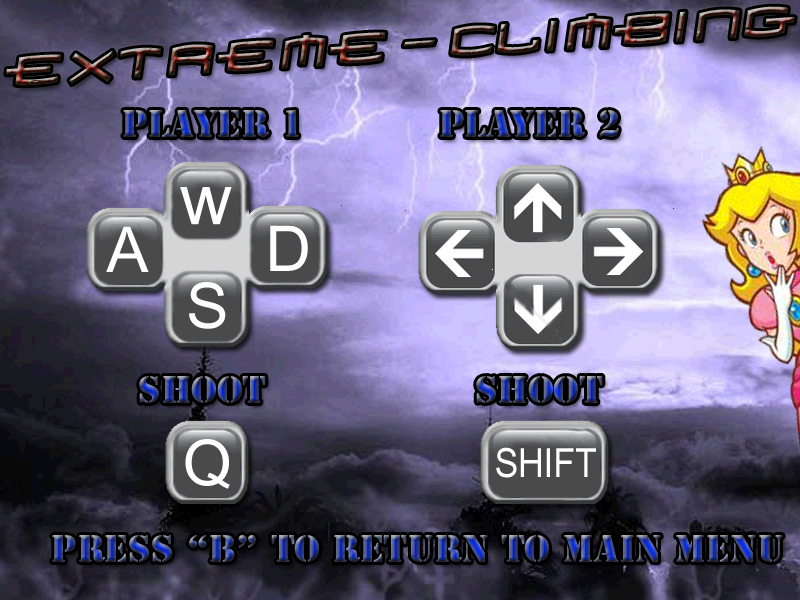 EXTREME - CLIMBING
PLAYER 1 PLAYER 2
W
A D
S
SHOOT SHOOT
Q SHIFT
PRESS “B” TO RETURN TO MAIN MENU